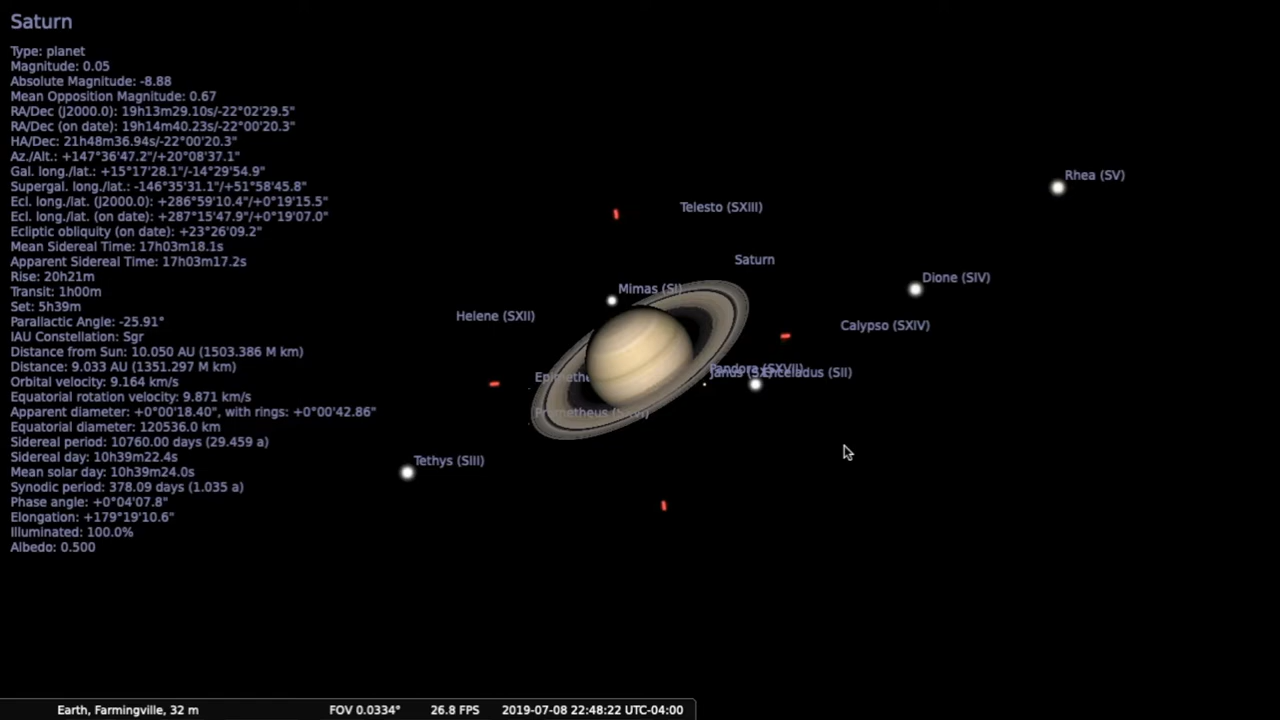 Saturn
Type: planet
Magnitude: 0.05
Absolute Magnitude: -8.88
Mean Opposition Magnitude: 0.67
RA/Dec (J2000.0): 19h13m29.10s/-22°02'29.5"
RA/Dec (on date): 19h14m40.23s/-22°00'20.3"
HA/Dec: 21h48m36.94s/-22°00'20.3"
Az./Alt.: +147°36'47.2"/+20°08'37.1"
Gal. long./lat.: +15°17'28.1"/-14°29'54.9"
Supergal. long./lat.: -146°35'31.1"/+51°58'45.8"
Ecl. long./lat. (J2000.0): +286°59'10.4"/+0°19'15.5"
Ecl. long./lat. (on date): +287°15'47.9"/+0°19'07.0"
Ecliptic obliquity (on date): +23°26'09.2"
Mean Sidereal Time: 17h03m18.1s
Apparent Sidereal Time: 17h03m17.2s
Rise: 20h21m
Transit: 1h00m
Set: 5h39m
Parallactic Angle: -25.91°
IAU Constellation: Sgr
Distance from Sun: 10.050 AU (1503.386 M km)
Distance: 9.033 AU (1351.297 M km)
Orbital velocity: 9.164 km/s
Equatorial rotation velocity: 9.871 km/s
Apparent diameter: +0°00'18.40", with rings: +0°00'42.86"
Equatorial diameter: 120536.0 km
Sidereal period: 10760.00 days (29.459 a)
Sidereal day: 10h39m22.4s
Mean solar day: 10h39m24.0s
Synodic period: 378.09 days (1.035 a)
Phase angle: +0°04'07.8"
Elongation: +179°19'10.6"
Illuminated: 100.0%
Albedo: 0.500
Rhea (SV)
Telesto (SXIII)
Saturn
Dione (SIV)
Mimas (SI)
Helene (SXII)
Calypso (SXIV)
Pandora (SXVII)
Enceladus (SII)
Tethys (SIII)
Earth, Farmingville, 32 m
FOV 0.0334°
26.8 FPS
2019-07-08 22:48:22 UTC-04:00